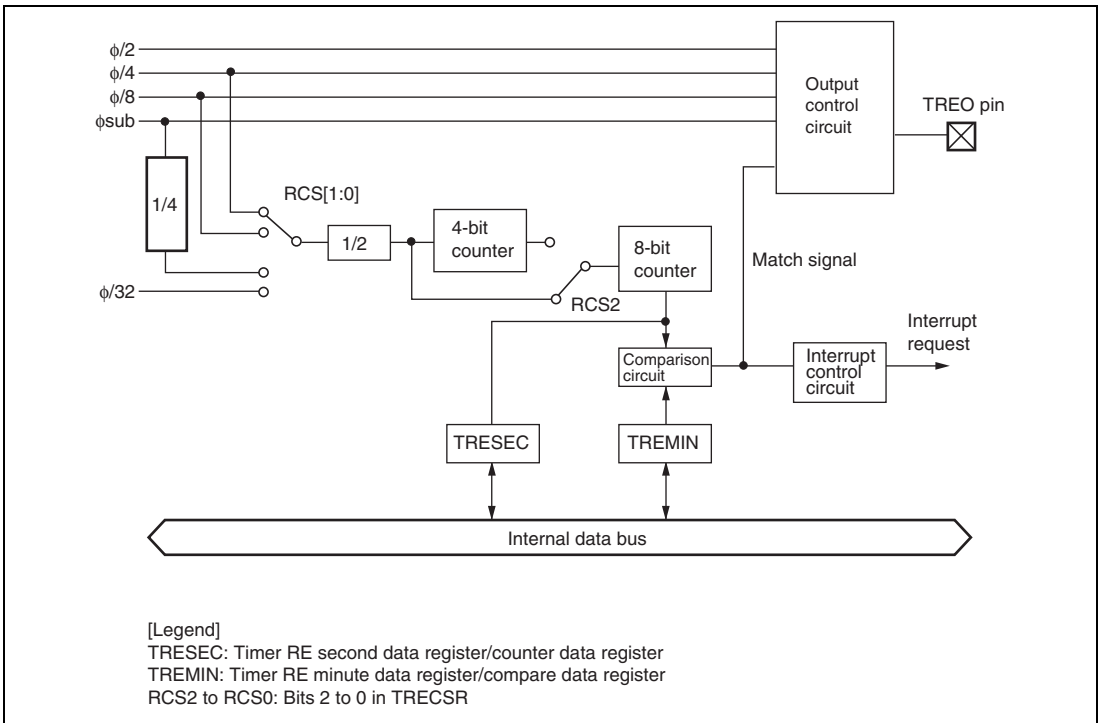 ϕ/2
ϕ/4
ϕ/8
ϕsub
Output
control
circuit
TREO pin
1/4
RCS[1:0]
1/2
4-bit
counter
8-bit
counter
RCS2
Match signal
ϕ/32
Comparison
circuit
Interrupt
control
circuit
Interrupt
request
TRESEC
TREMIN
Internal data bus
[Legend]
TRESEC: Timer RE second data register/counter data register
TREMIN: Timer RE minute data register/compare data register
RCS2 to RCS0: Bits 2 to 0 in TRECSR